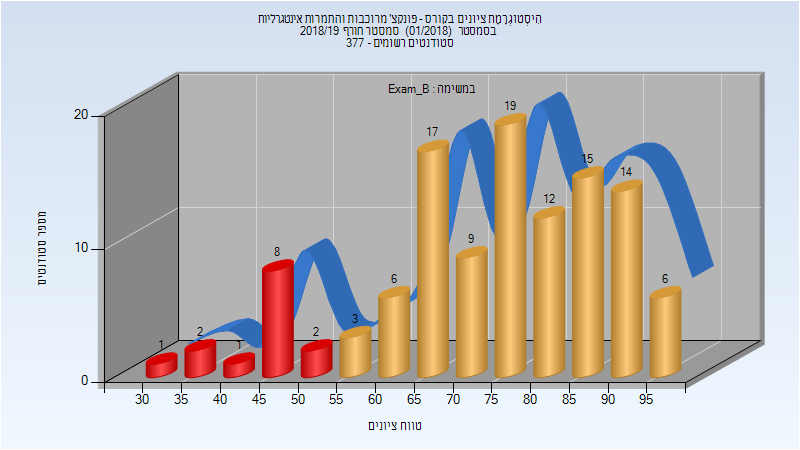 הִיסְטוֹגְרָמַת ציונים בקורס - פונקצ' מרוכבות והתמרות אינטגרליות
בסמסטר (01/2018) סמסטר חורף 2018/19
סטודנטים רשומים - 377
במשימה : Exam_B
מספר סטודנטים
20
10
0
1
2
1
8
2
3
6
17
9
19
12
15
14
6
30 35 40 45 50 55 60 65 70 75 80 85 90 95
טווח ציונים